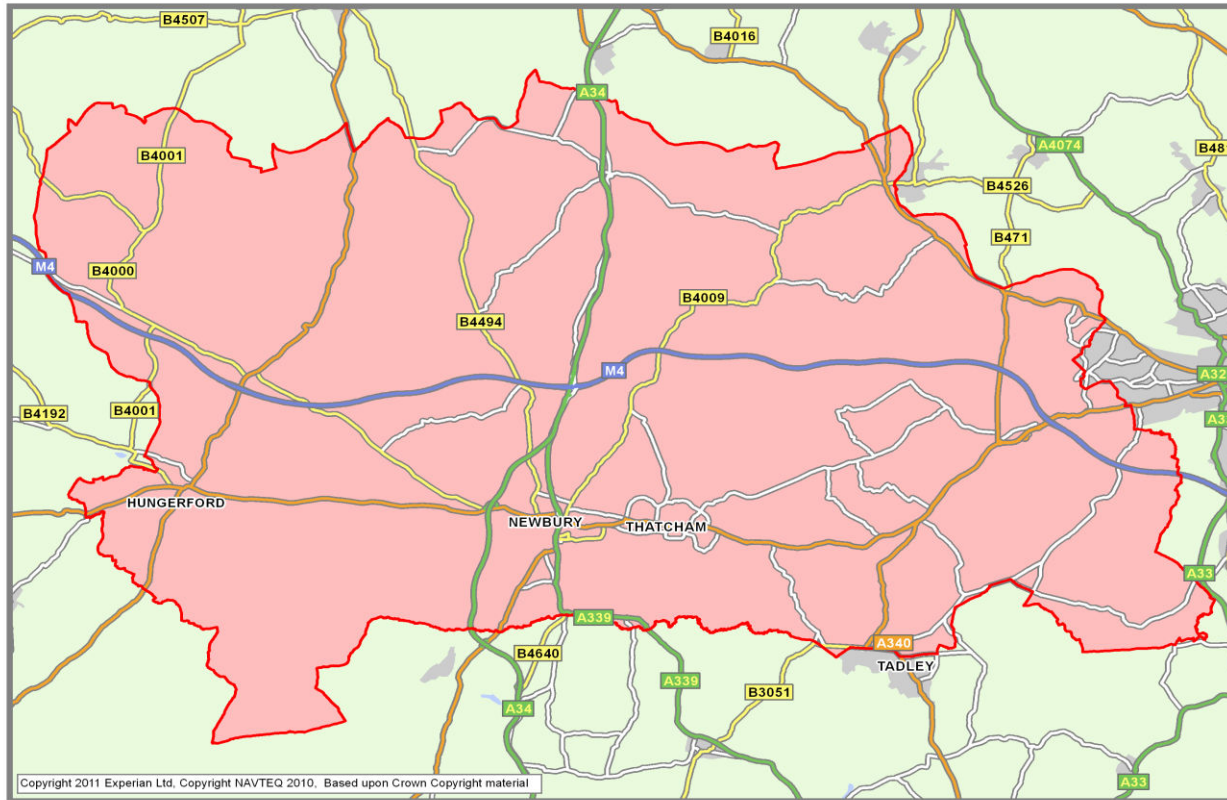 B4507
B4016
A34
B4001
A4074
B481
B4526
B471
M4
B4000
B4009
B4494
M4
A32
B4192
B4001
A3
HUNGERFORD
NEWBURY
THATCHAM
A33
A339
A340
B4640
TADLEY
A339
B3051
A34
Copyright 2011 Experian Ltd, Copyright NAVTEQ 2010, Based upon Crown Copyright material
A33